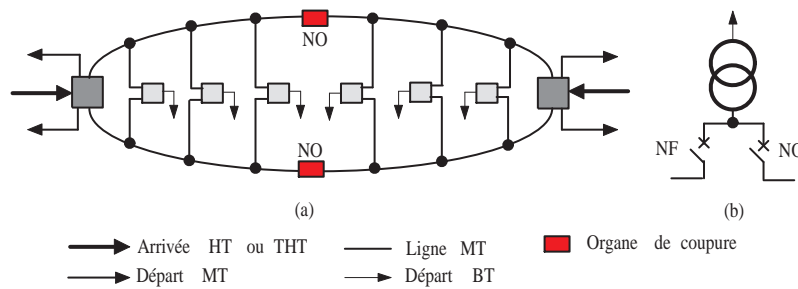 NO
NO
NF
NO
(a)
(b)
Arrivée HT ou THT
Ligne MT
Organe de coupure
Départ MT
Départ BT